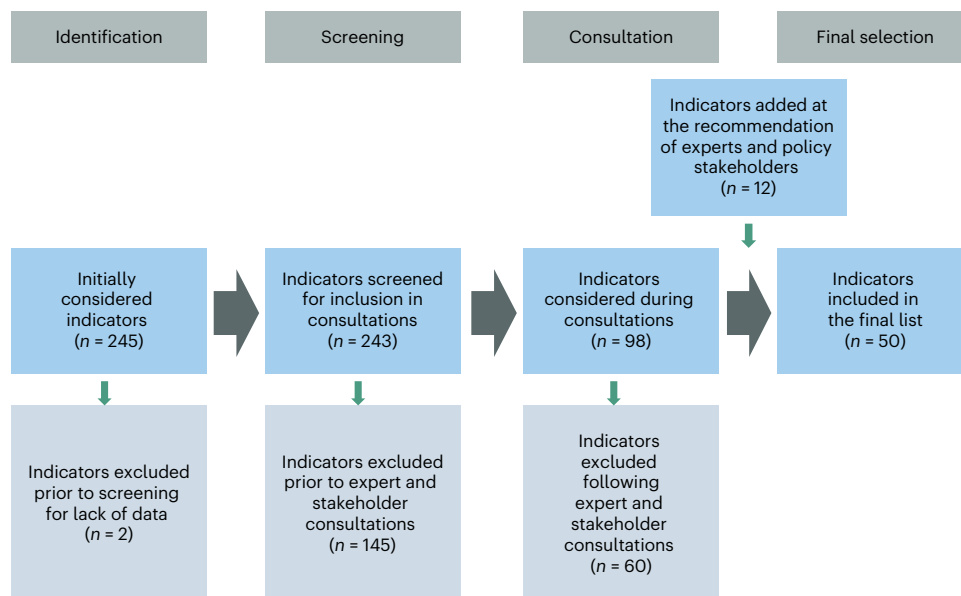 Identification
Screening
Consultation
Final selection
Indicators added at
the recommendation
of experts and policy
stakeholders
(n = 12)
Initially
considered
indicators
(n = 245)
Indicators screened
for inclusion in
consultations
(n = 243)
Indicators
considered during
consultations
(n = 98)
Indicators
included in
the final list
(n = 50)
Indicators excluded
prior to screening
for lack of data
(n = 2)
Indicators excluded
prior to expert and
stakeholder
consultations
(n = 145)
Indicators
excluded
following
expert and
stakeholder
consultations
(n = 60)